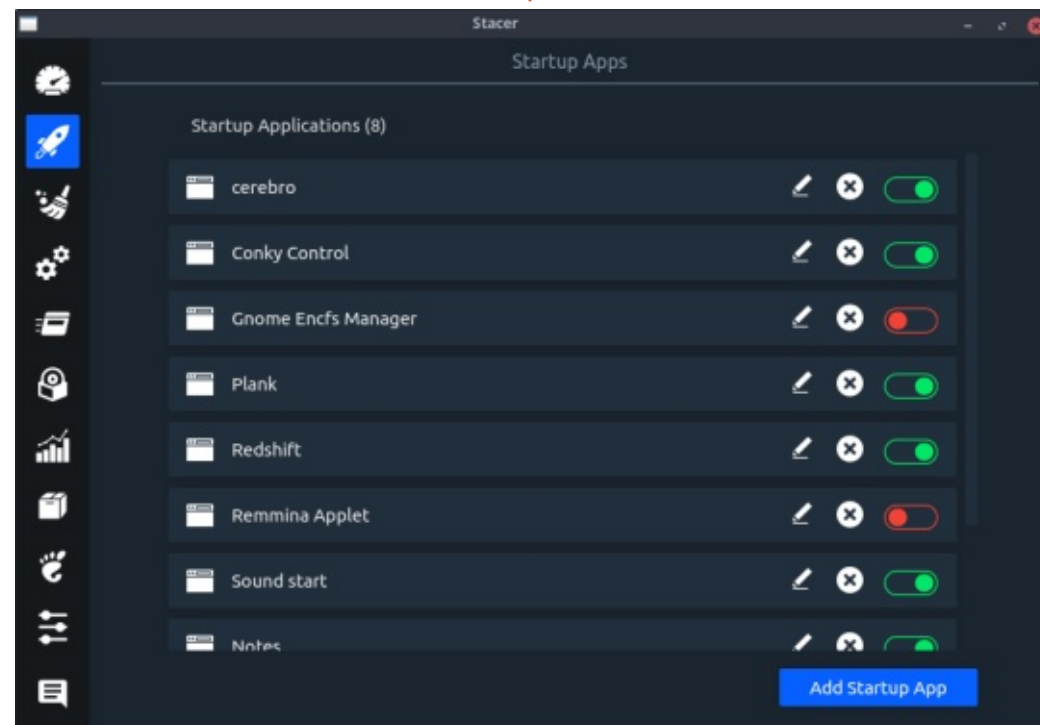 Stacer
Startup Apps
Startup Applications (8)
cerebro
Conky Control
Gnome Encfs Manager
Plank
Redshift
Remmina Applet
Sound start
Notes
Add Startup App